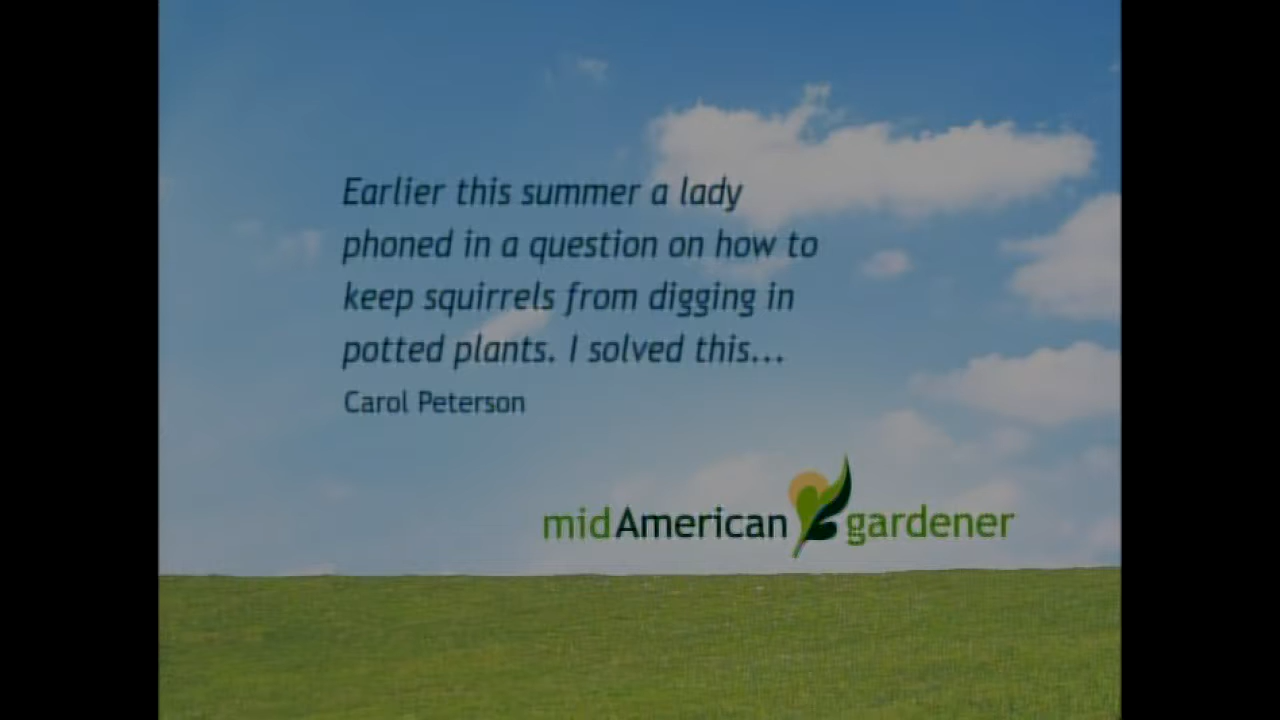 Earlier this summer a lady
phoned in a question on how to
keep squirrels from digging in
potted plants. I solved this...
Carol Peterson
midAmerican gardener